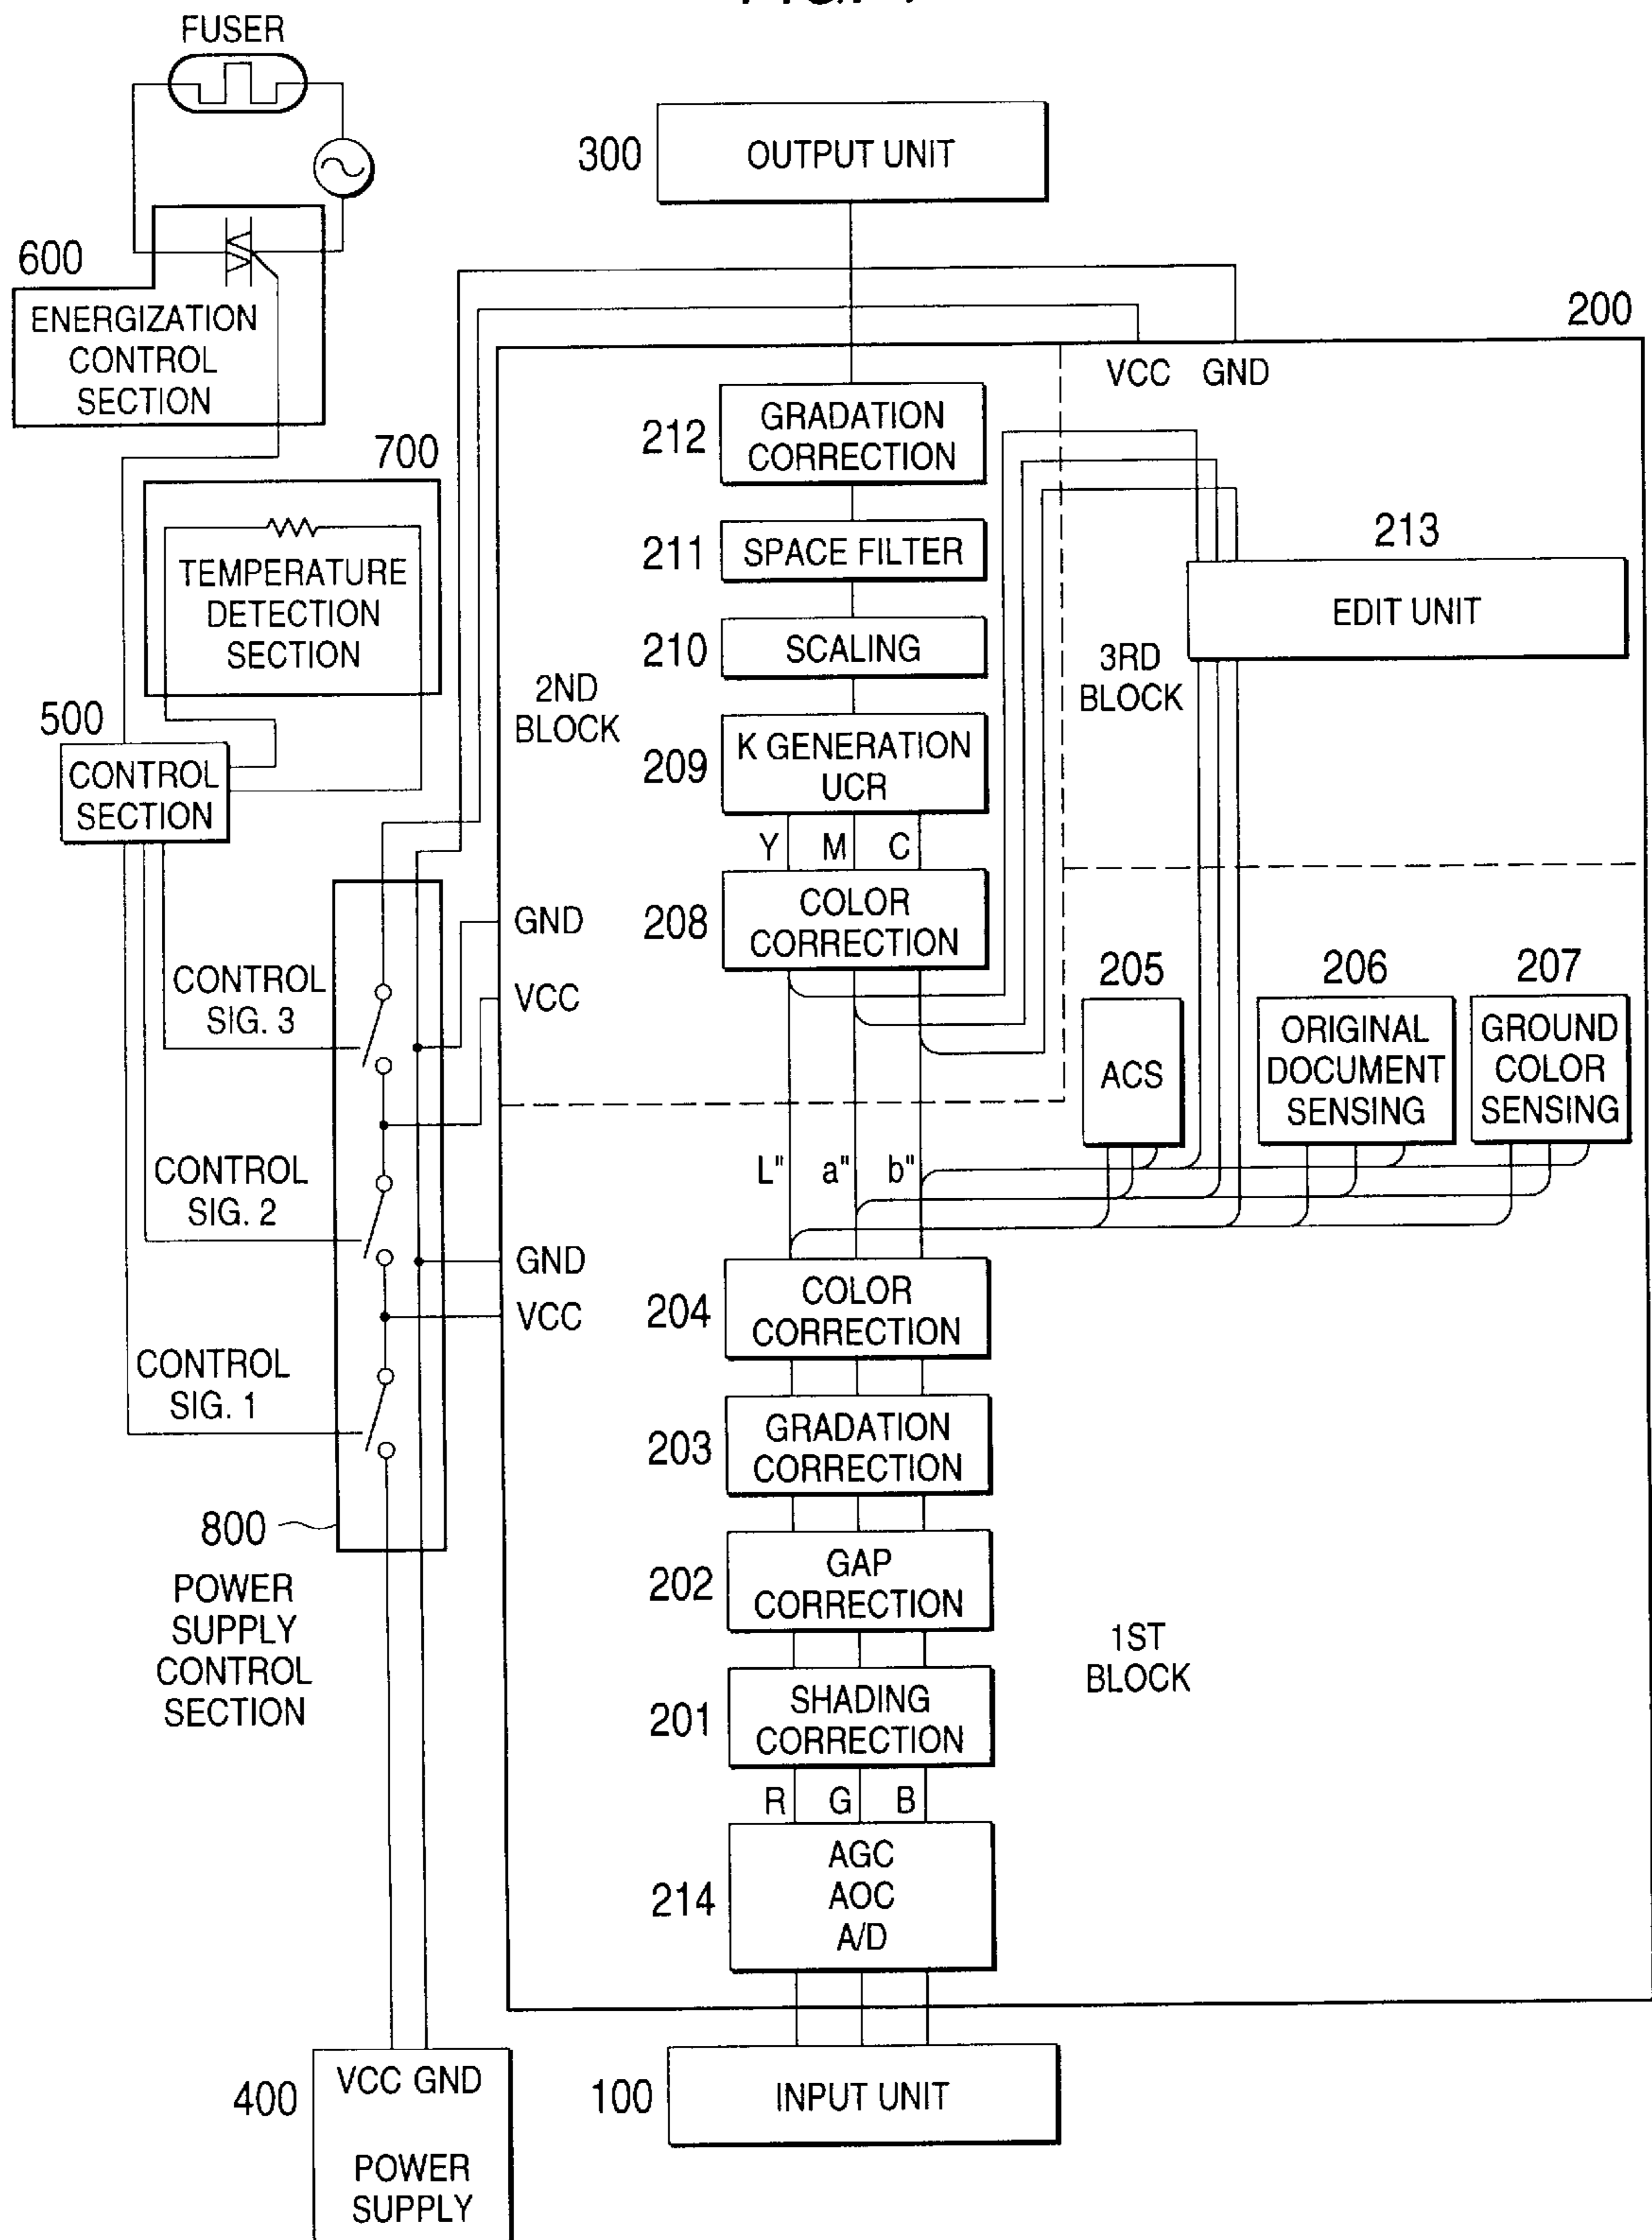 FUSER
300
OUTPUT UNIT
600
ENERGIZATION
CONTROL
SECTION
200
VCC GND
700
212
GRADATION
CORRECTION
TEMPERATURE
DETECTION
SECTION
211
SPACE FILTER
213
EDIT UNIT
210
SCALING
3RD
BLOCK
2ND
BLOCK
500
CONTROL
SECTION
209
K GENERATION
UCR
Y M C
208
COLOR
CORRECTION
GND
VCC
CONTROL
SIG. 3
205
ACS
206
ORIGINAL
DOCUMENT
SENSING
207
GROUND
COLOR
SENSING
L" a" b"
CONTROL
SIG. 2
GND
VCC
204
COLOR
CORRECTION
CONTROL
SIG. 1
203
GRADATION
CORRECTION
800
POWER
SUPPLY
CONTROL
SECTION
202
GAP
CORRECTION
1ST
BLOCK
201
SHADING
CORRECTION
R G B
214
AGC
AOC
A/D
400
VCC GND
POWER
SUPPLY
100
INPUT UNIT